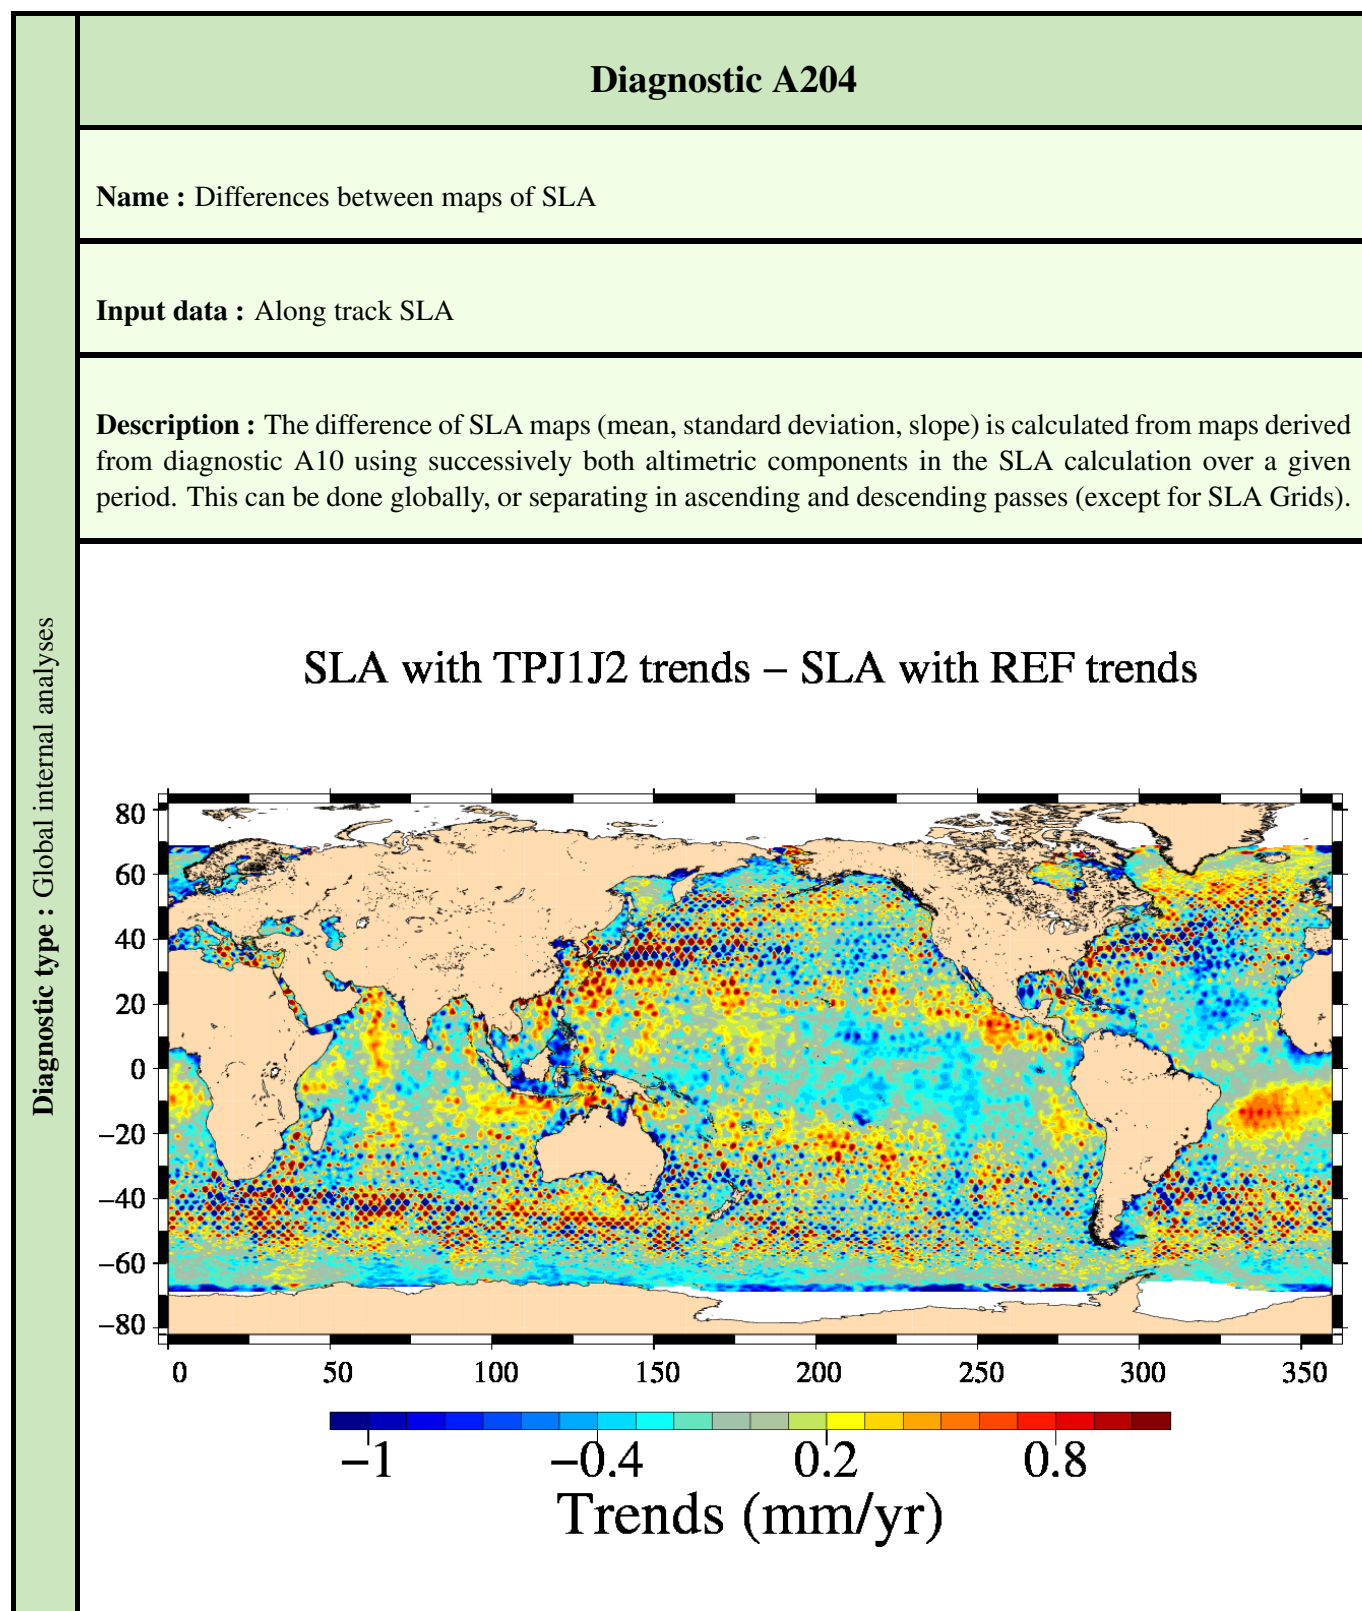 Diagnostic type : Global internal analyses
Diagnostic A204
Name : Differences between maps of SLA
Input data : Along track SLA
Description : The difference of SLA maps (mean, standard deviation, slope) is calculated from maps derived
from diagnostic A10 using successively both altimetric components in the SLA calculation over a given
period. This can be done globally, or separating in ascending and descending passes (except for SLA Grids).
SLA with TPJ1J2 trends – SLA with REF trends
80
60
40
20
0
−20
−40
−60
−80
0 50 100 150 200 250 300 350
−1 −0.4 0.2 0.8
Trends (mm/yr)